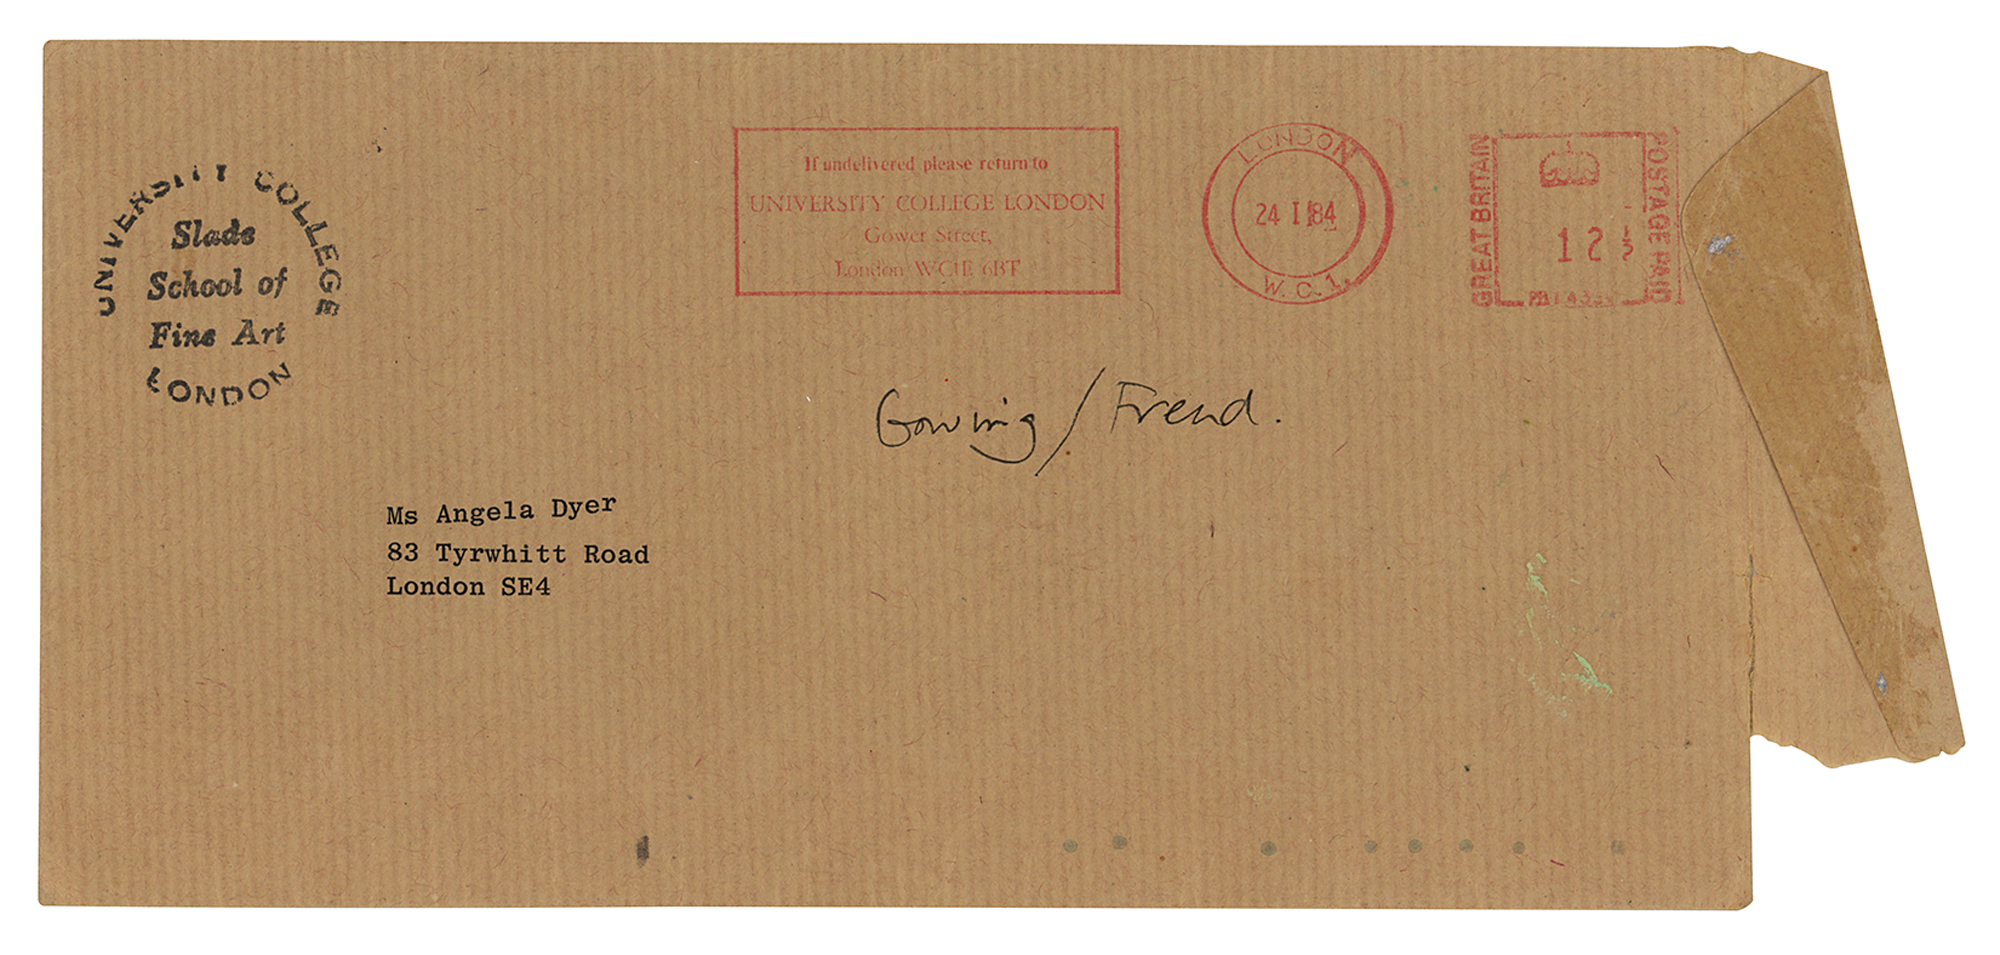 UNIVERSITY COLLEGE
Slade
School of
Fine Art
LONDON
If undelivered please return to
UNIVERSITY COLLEGE LONDON
Gower Street,
London WC1E 6BT
LONDON
24 I 84
W.C.1.
GREAT BRITAIN
12½
POSTAGE PAID
Gowing / Freud.
Ms Angela Dyer
83 Tyrwhitt Road
London SE4